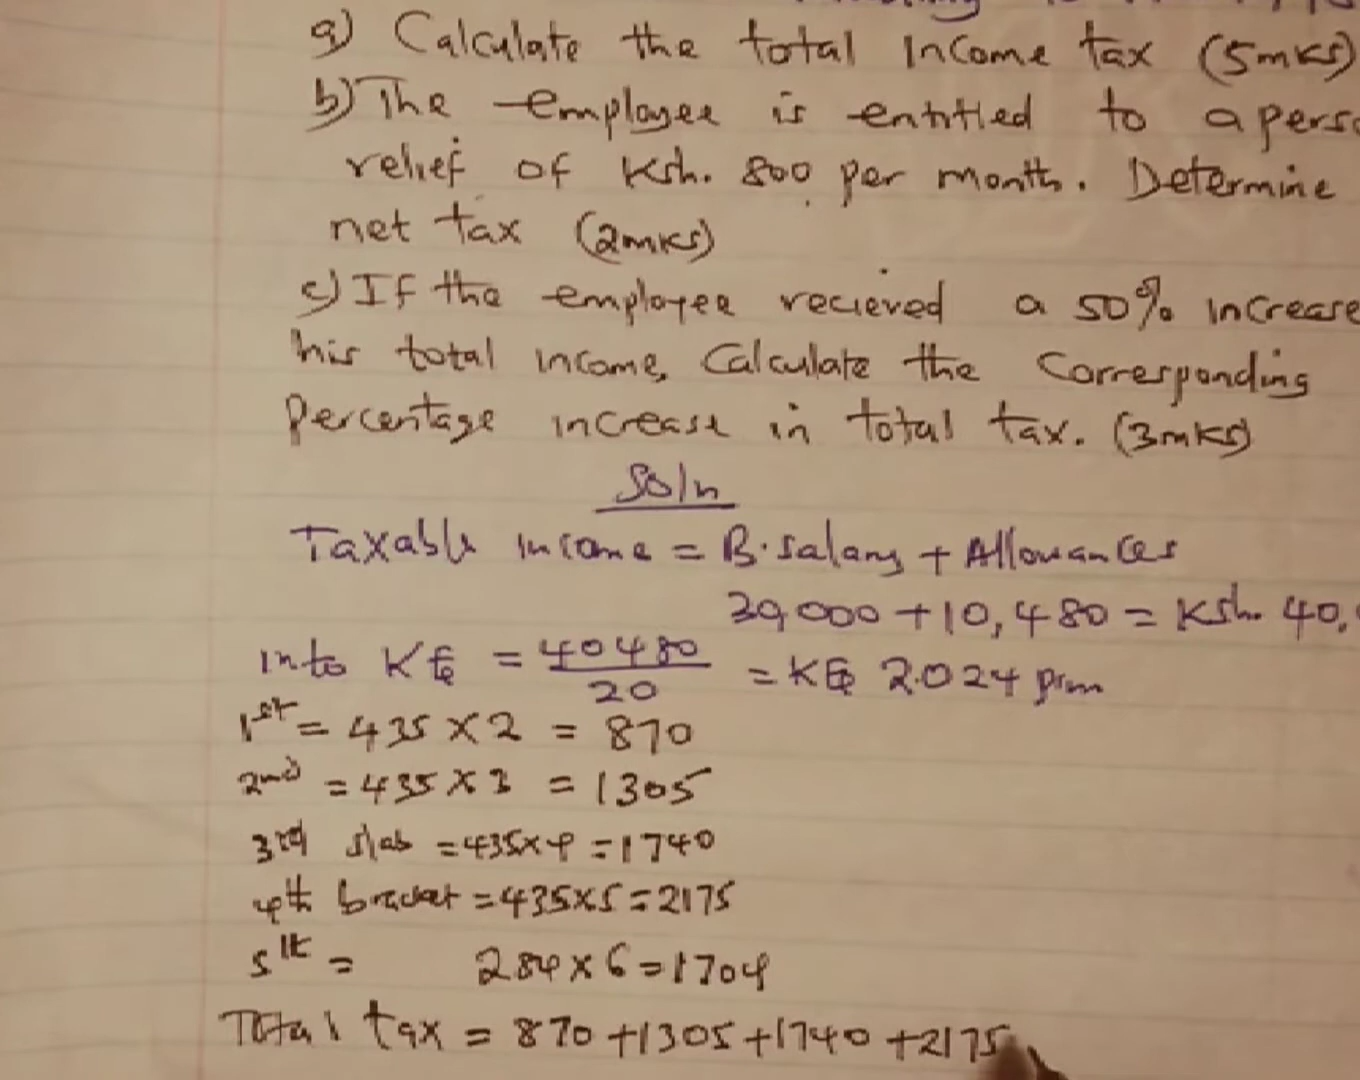 a) Calculate the total Income tax (5mks)
b) The employee is entitled to a perso
relief of Ksh. 800 per month. Determine
net tax (2mks)
c) If the employee recieved a 50% increase
his total income, Calculate the Corresponding
Percentage increase in total tax. (3mks)
Soln
Taxable income = B.salary + Allowances
30,000 + 10,480 = Ksh. 40,
into K£ = 40480/20 = K£ 2024 p.m
1st = 435 X 2 = 870
2nd = 435 X 3 = 1305
3rd slab = 435 x 4 = 1740
4th bracket = 435 x 5 = 2175
5th = 284 x 6 = 1704
Total tax = 870 + 1305 + 1740 + 2175